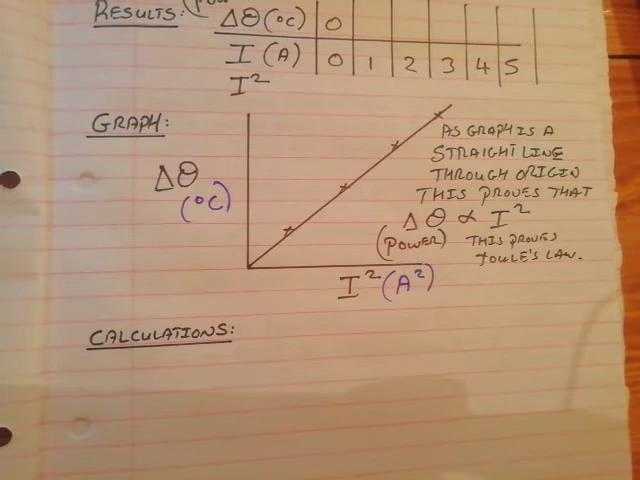 RESULTS:
Δθ (°C) 0
I (A) 0 1 2 3 4 5
I²
GRAPH:
Δθ
(°C)
AS GRAPH IS A
STRAIGHT LINE
THROUGH ORIGIN
THIS PROVES THAT
Δθ ∝ I²
(POWER) THIS PROVES
JOULE'S LAW.
I² (A²)
CALCULATIONS: